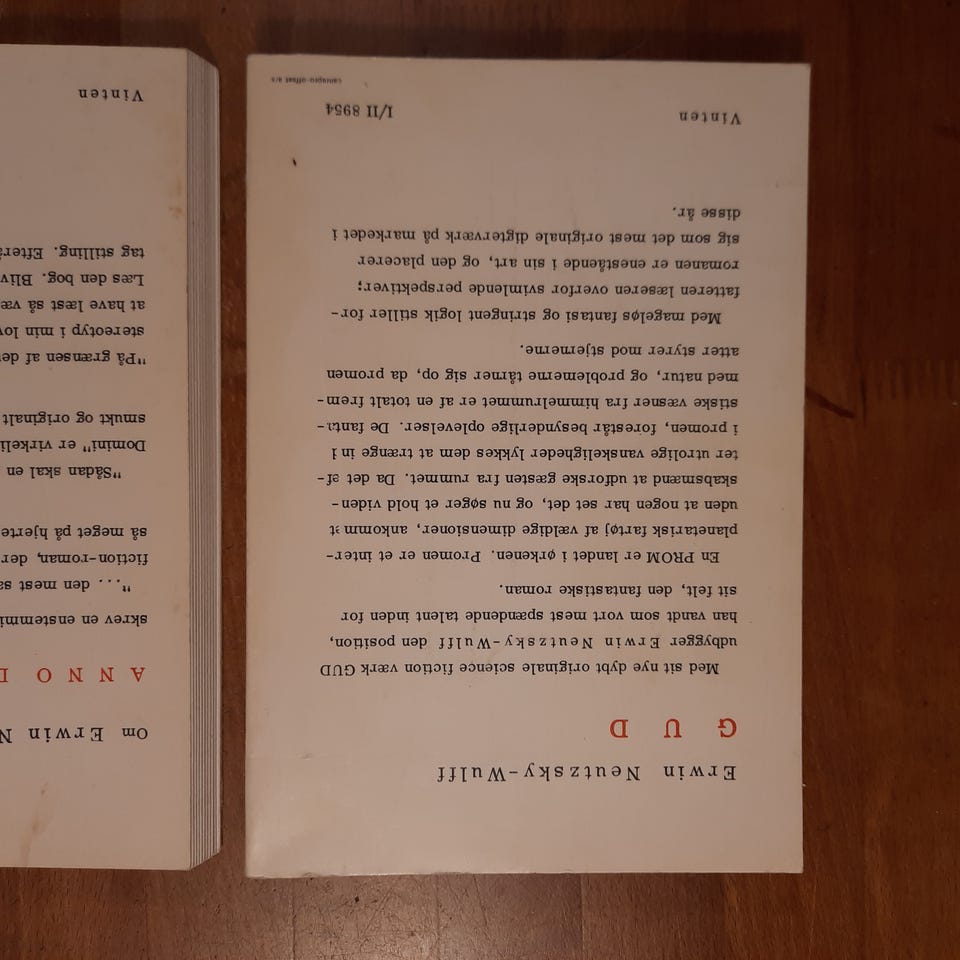 Erwin Neutzsky-Wulff
GUD
Med sit nye dybt originale science fiction værk GUD
udbygger Erwin Neutzsky-Wulff den position,
han vandt som vort mest spændende talent inden for
sit felt, den fantastiske roman.
En PROM er landet i ørkenen. Promen er et inter-
planetarisk fartøj af vældige dimensioner, ankommet
uden at nogen har set det, og nu søger et hold viden-
skabsmænd at udforske gæsten fra rummet. Da det ef-
ter utrolige vanskeligheder lykkes dem at trænge ind
i promen, forestår besynderlige oplevelser. De fanta-
stiske væsner fra himmelrummet er af en totalt frem-
med natur, og problemerne tårner sig op, da promen
atter styrer mod stjernerne.
Med mageløs fantasi og stringent logik stiller for-
fatteren læseren overfor svimlende perspektiver;
romanen er enestående i sin art, og den placerer
sig som det mest originale digterværk på markedet i
disse år.
Vinten
I/II 8954
camapro-offset a/s
Om Erwin N
ANNO D
skrev en enstemmi
"... den mest sa
fiction-roman, der
så meget på hjerte
"Sådan skal en
Domini" er virkeli
smukt og originalt
"På grænsen af de
stereotyp i min lov
at have læst så væ
Læs den bog. Bliv
tag stilling. Efterå
Vinten